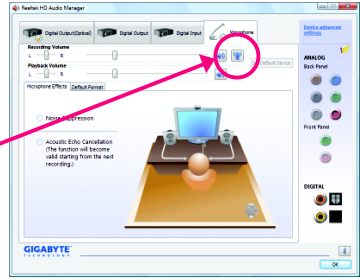 Realtek HD Audio Manager
Digital Output(Optical)
Digital Output
Digital Input
Microphone
Device advanced
settings
Recording Volume
L
R
Playback Volume
L
R
Default Device
Microphone Effects
Default Format
Noise Suppression
Acoustic Echo Cancellation
(The function will become
valid starting from the next
recording.)
ANALOG
Back Panel
Front Panel
DIGITAL
GIGABYTE
TECHNOLOGY
OK